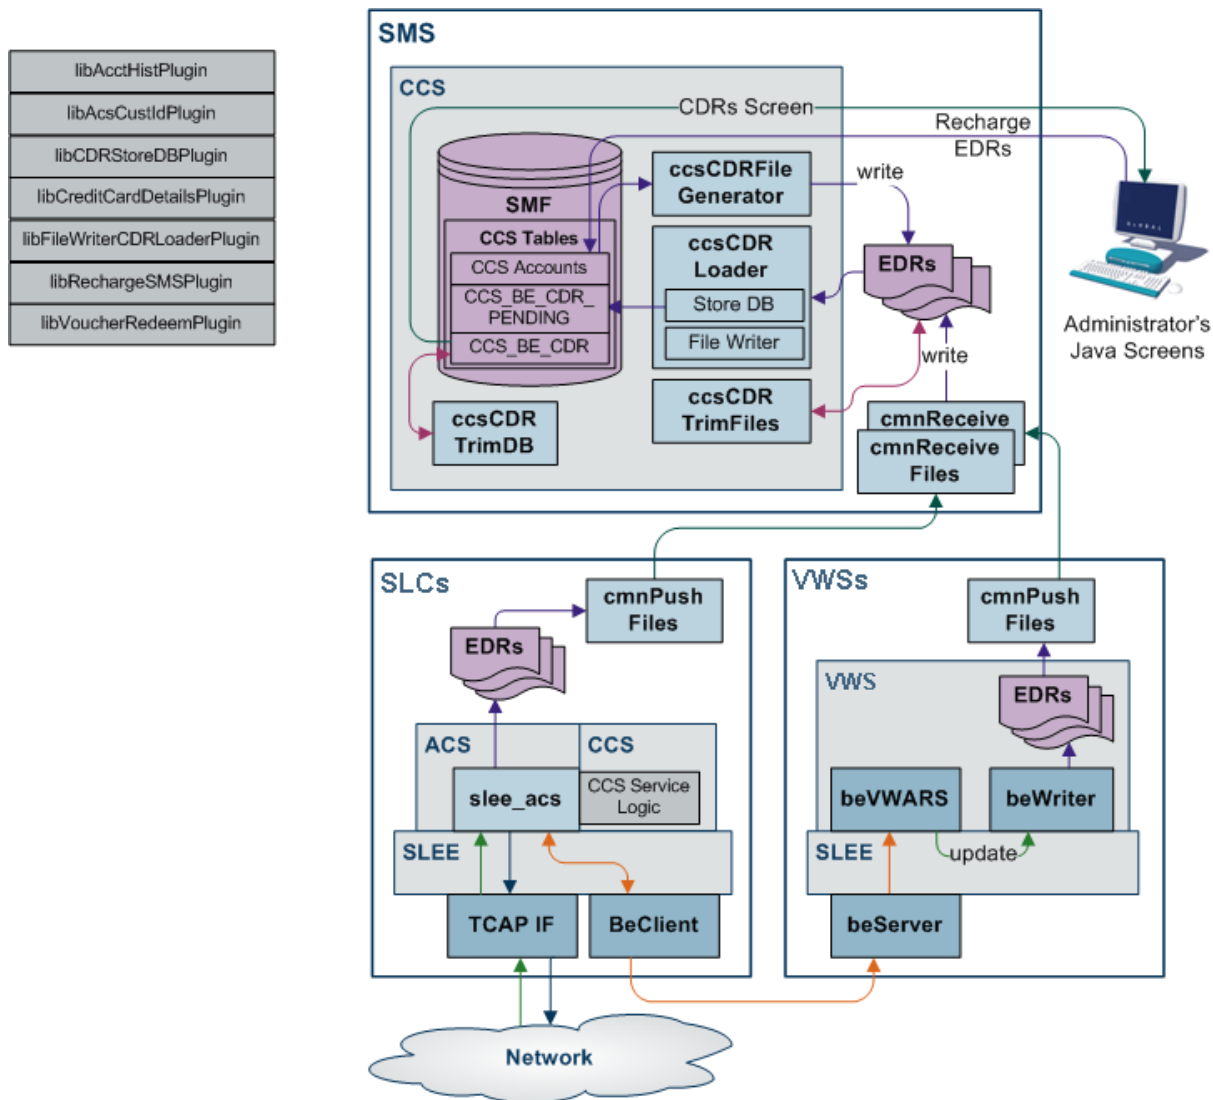 libAcctHistPlugin
libAcsCustIdPlugin
libCDRStoreDBPlugin
libCreditCardDetailsPlugin
libFileWriterCDRLoaderPlugin
libRechargeSMSPlugin
libVoucherRedeemPlugin
SMS
CCS
CDRs Screen
Recharge
EDRs
SMF
CCS Tables
CCS Accounts
CCS_BE_CDR_
PENDING
CCS_BE_CDR
ccsCDRFile
Generator
write
ccsCDR
Loader
Store DB
File Writer
EDRs
write
ccsCDR
TrimFiles
ccsCDR
TrimDB
cmnReceive
cmnReceive
Files
GLOBAL
Administrator's
Java Screens
SLCs
cmnPush
Files
EDRs
ACS
CCS
slee_acs
CCS Service
Logic
SLEE
TCAP IF
BeClient
VWSs
cmnPush
Files
VWS
EDRs
beVWARS
beWriter
SLEE
update
beServer
Network